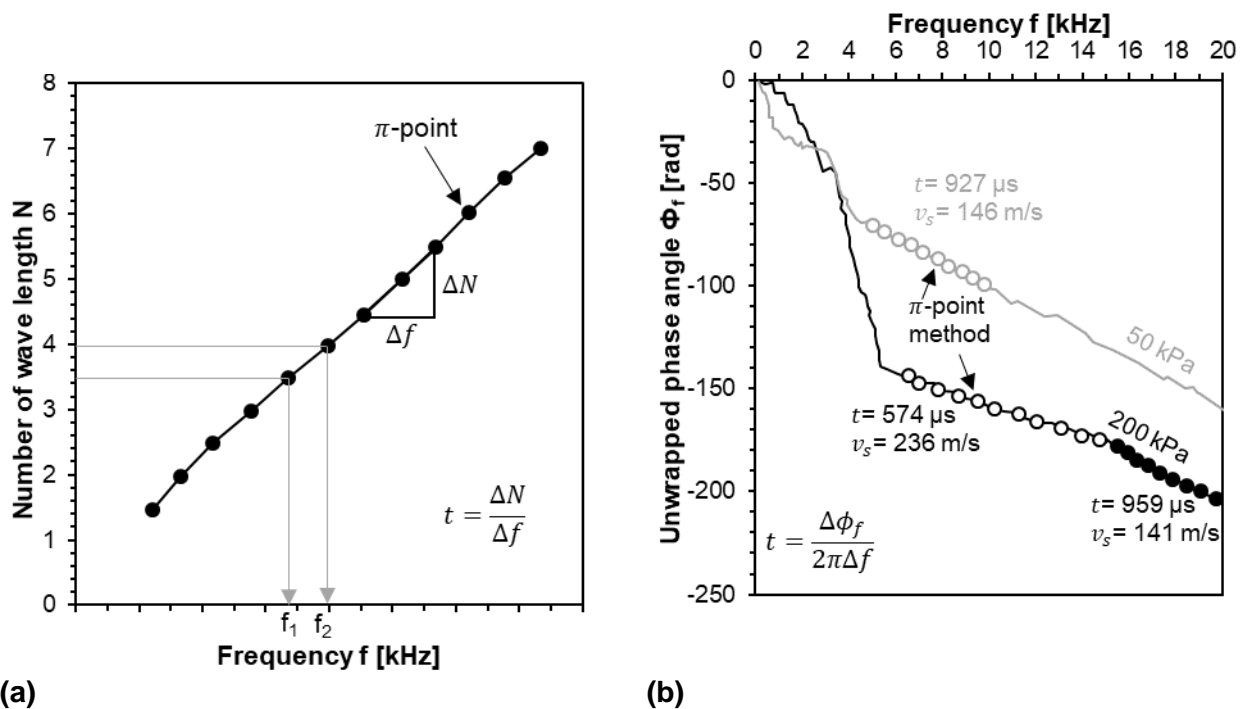 8
7
6
5
4
3
2
1
0
Number of wave length N
π-point
ΔN
Δf
t = ΔN/Δf
f₁ f₂
Frequency f [kHz]
(a)
Frequency f [kHz]
0 2 4 6 8 10 12 14 16 18 20
0
-50
-100
-150
-200
-250
Unwrapped phase angle Φf [rad]
t= 927 µs
vₛ= 146 m/s
π-point
method
50 kPa
200 kPa
t= 574 µs
vₛ= 236 m/s
t= 959 µs
vₛ= 141 m/s
t = Δϕf/2πΔf
(b)